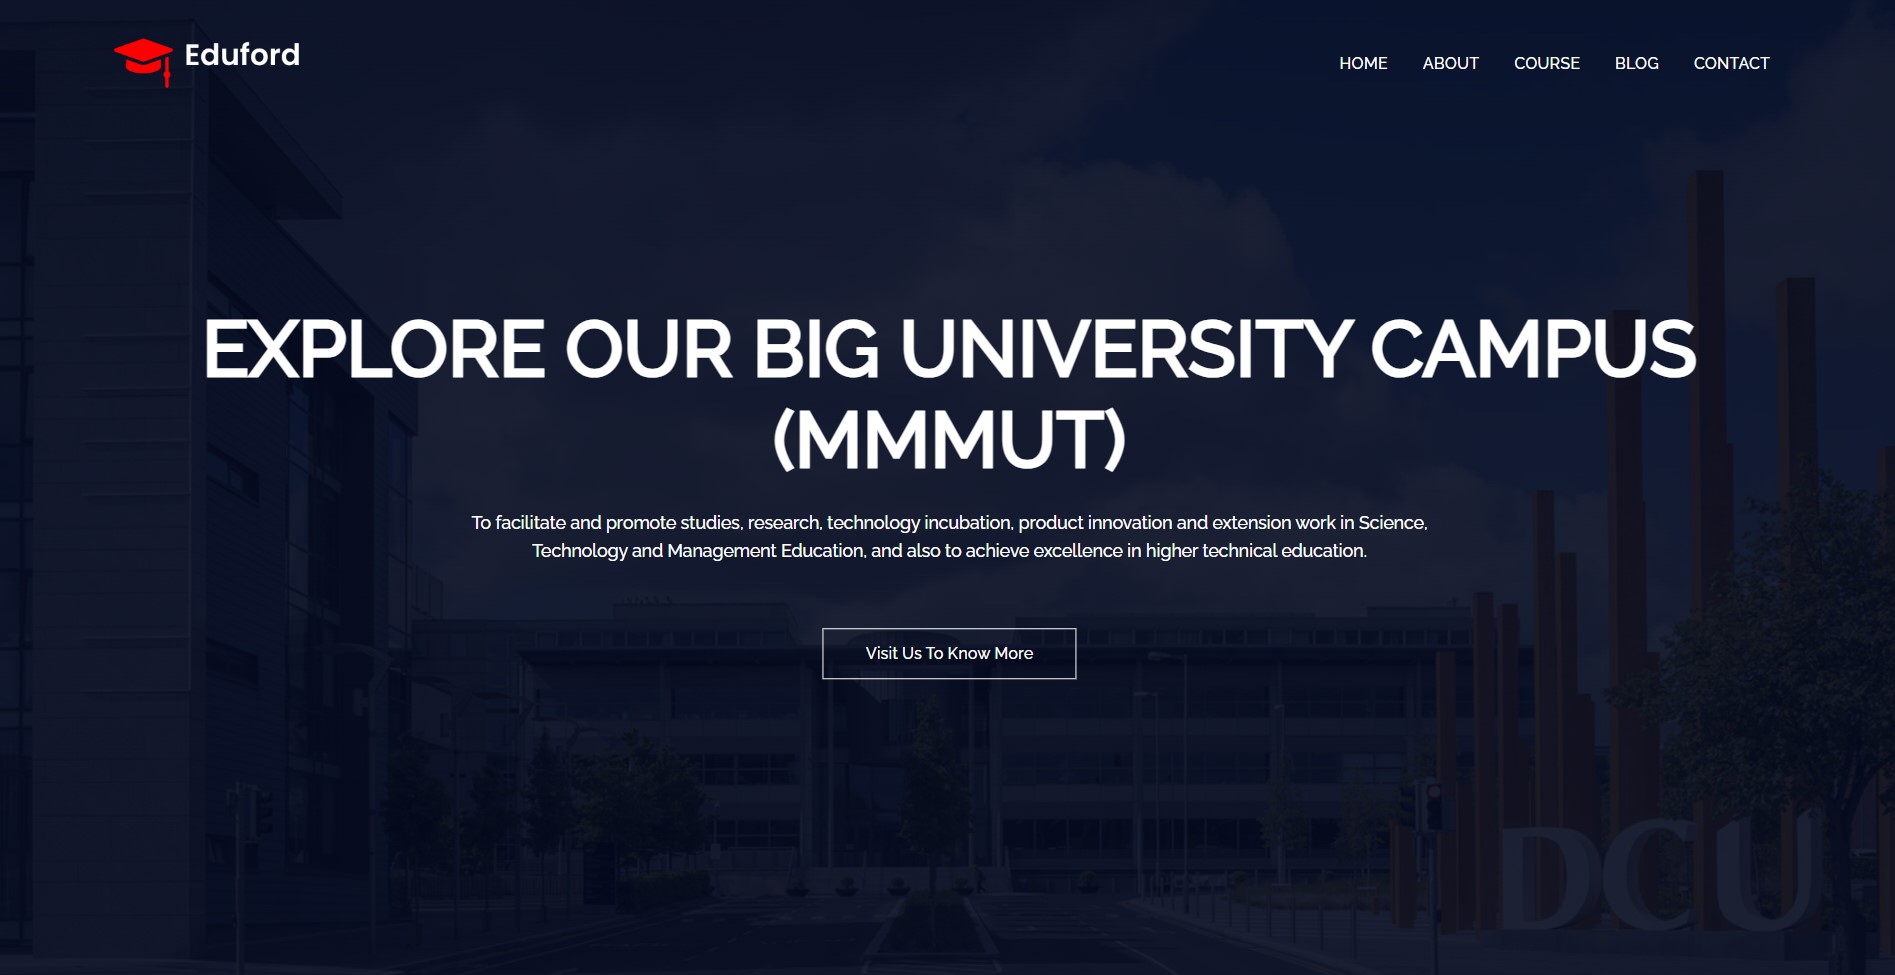 Eduford
HOME ABOUT COURSE BLOG CONTACT
EXPLORE OUR BIG UNIVERSITY CAMPUS
(MMMUT)
To facilitate and promote studies, research, technology incubation, product innovation and extension work in Science,
Technology and Management Education, and also to achieve excellence in higher technical education.
Visit Us To Know More
DCU